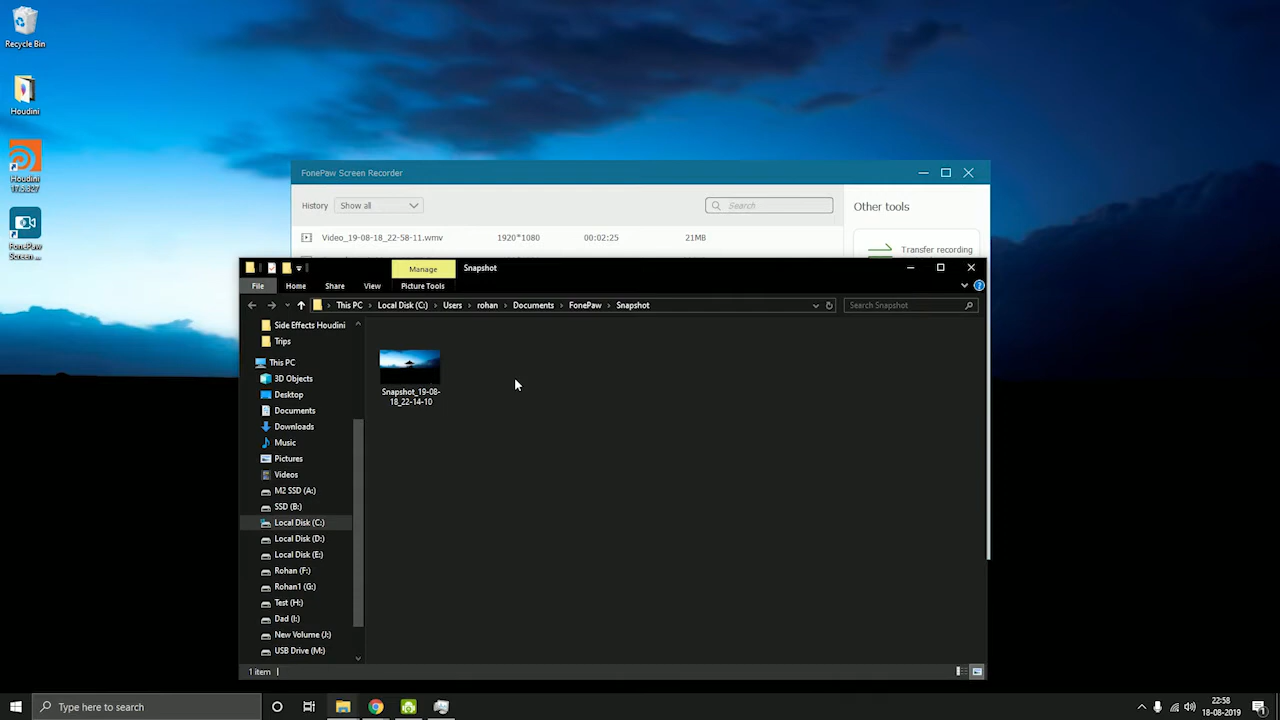 Recycle Bin
Houdini
Houdini
17.5.327
FonePaw
Screen ...
FonePaw Screen Recorder
History
Show all
Search
Other tools
Video_19-08-18_22-58-11.wmv
1920*1080
00:02:25
21MB
Transfer recording
Manage
Snapshot
File
Home
Share
View
Picture Tools
This PC
Local Disk (C:)
Users
rohan
Documents
FonePaw
Snapshot
Search Snapshot
Side Effects Houdini
Trips
This PC
3D Objects
Desktop
Documents
Downloads
Music
Pictures
Videos
M2 SSD (A:)
SSD (B:)
Local Disk (C:)
Local Disk (D:)
Local Disk (E:)
Rohan (F:)
Rohan1 (G:)
Test (H:)
Dad (I:)
New Volume (J:)
USB Drive (M:)
Snapshot_19-08-
18_22-14-10
1 item
Type here to search
22:58
18-08-2019